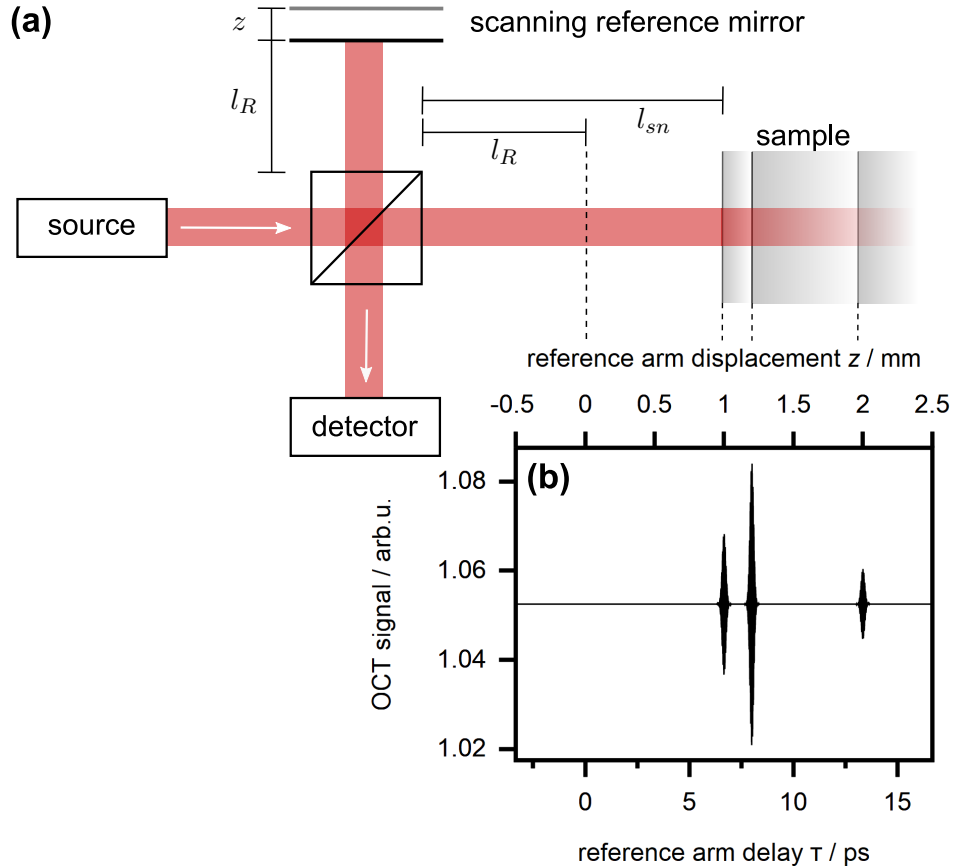 (a)
z
scanning reference mirror
l_R
l_sn
l_R
sample
source
detector
reference arm displacement z / mm
-0.5 0 0.5 1 1.5 2 2.5
(b)
OCT signal / arb.u.
1.08
1.06
1.04
1.02
0 5 10 15
reference arm delay τ / ps